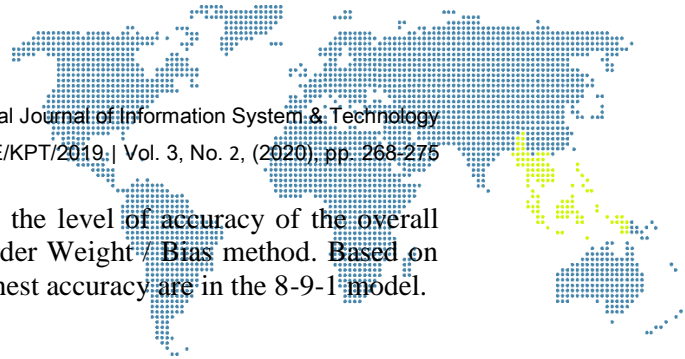 al Journal of Information System & Technology
E/KPT/2019 | Vol. 3, No. 2, (2020), pp. 268-275
the level of accuracy of the overall
der Weight / Bias method. Based on
hest accuracy are in the 8-9-1 model.